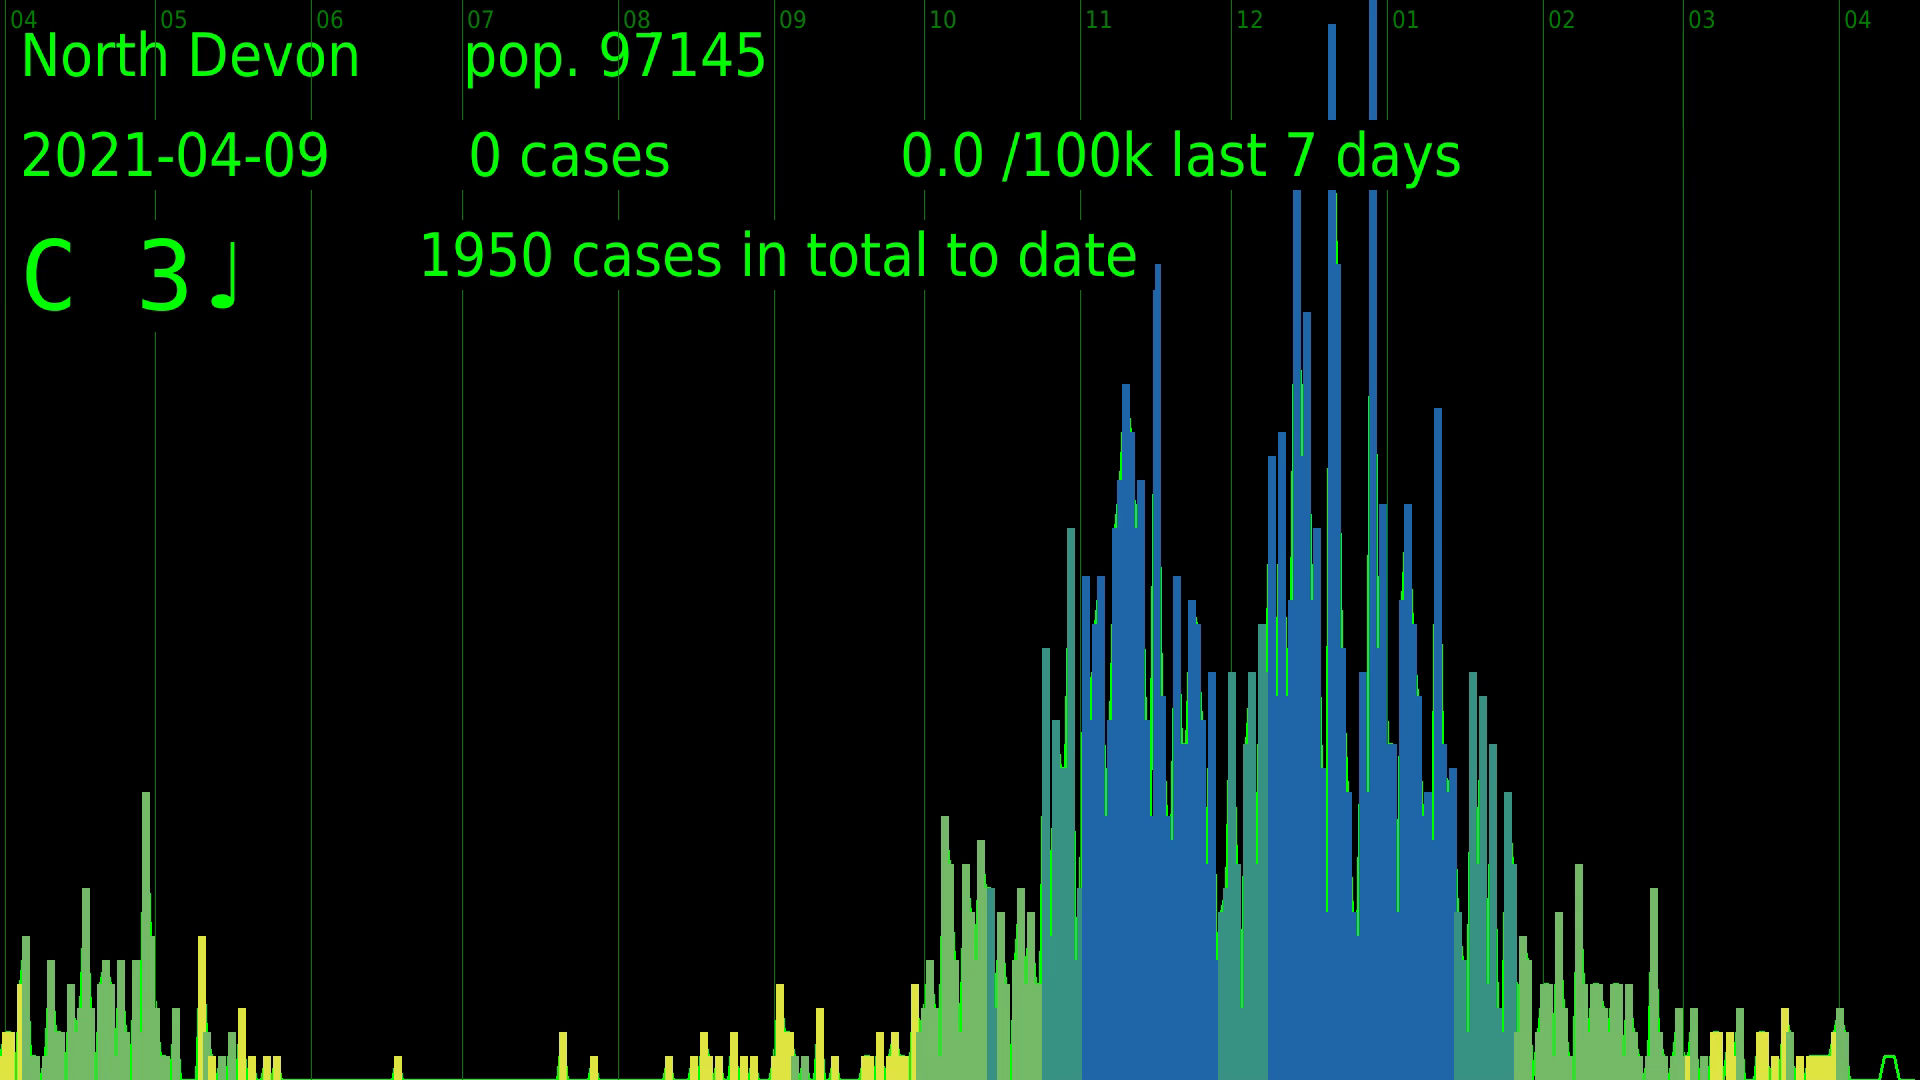 04 05 06 07 08 09 10 11 12 01 02 03 04
North Devon pop. 97145
2021-04-09 0 cases 0.0 /100k last 7 days
C 3♩ 1950 cases in total to date